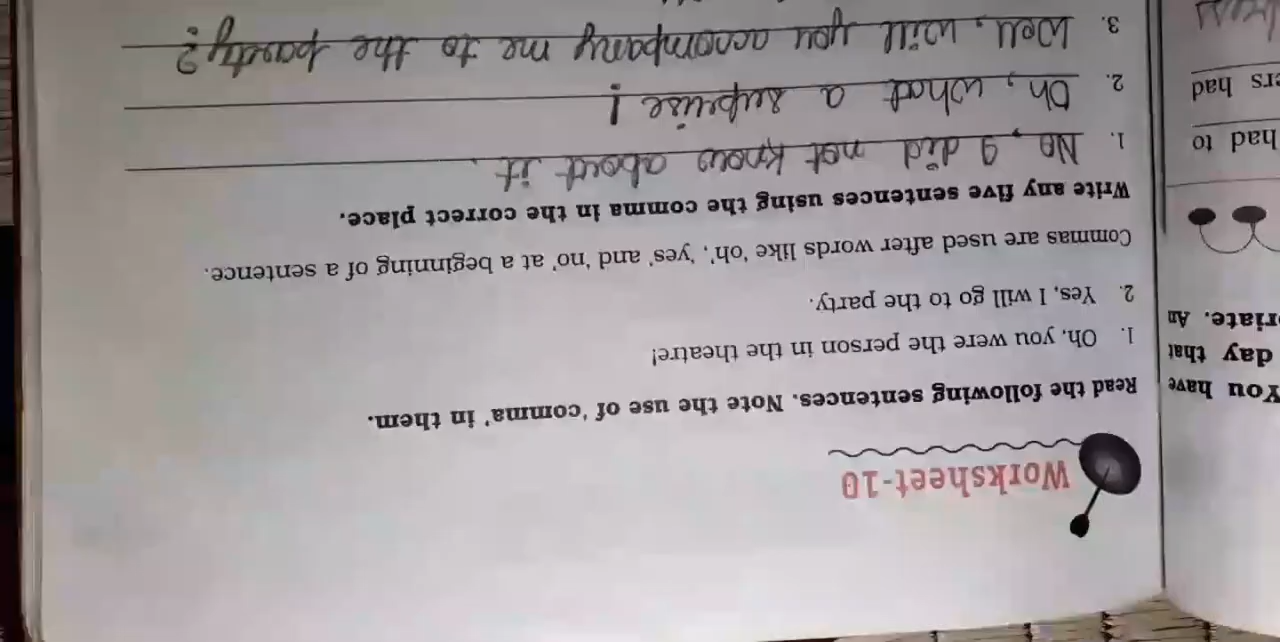 Worksheet-10
Read the following sentences. Note the use of 'comma' in them.
1. Oh, you were the person in the theatre!
2. Yes, I will go to the party.
Commas are used after words like 'oh', 'yes' and 'no' at a beginning of a sentence.
Write any five sentences using the comma in the correct place.
1. No, I did not know about it.
2. Oh, what a supruise!
3. Well, will you accompany me to the party?
You have
day that
riate. An
had to
ers had